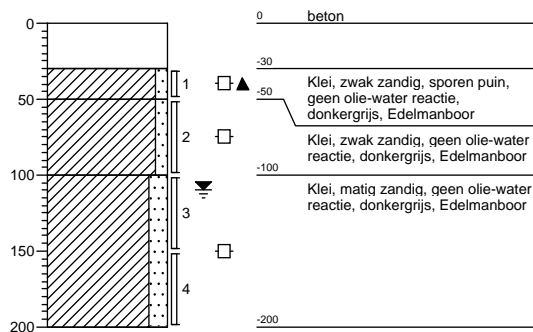 0
50
100
150
200
1
2
3
4
0
beton
-30
Klei, zwak zandig, sporen puin,
geen olie-water reactie,
donkergrijs, Edelmanboor
-50
Klei, zwak zandig, geen olie-water
reactie, donkergrijs, Edelmanboor
-100
Klei, matig zandig, geen olie-water
reactie, donkergrijs, Edelmanboor
-200